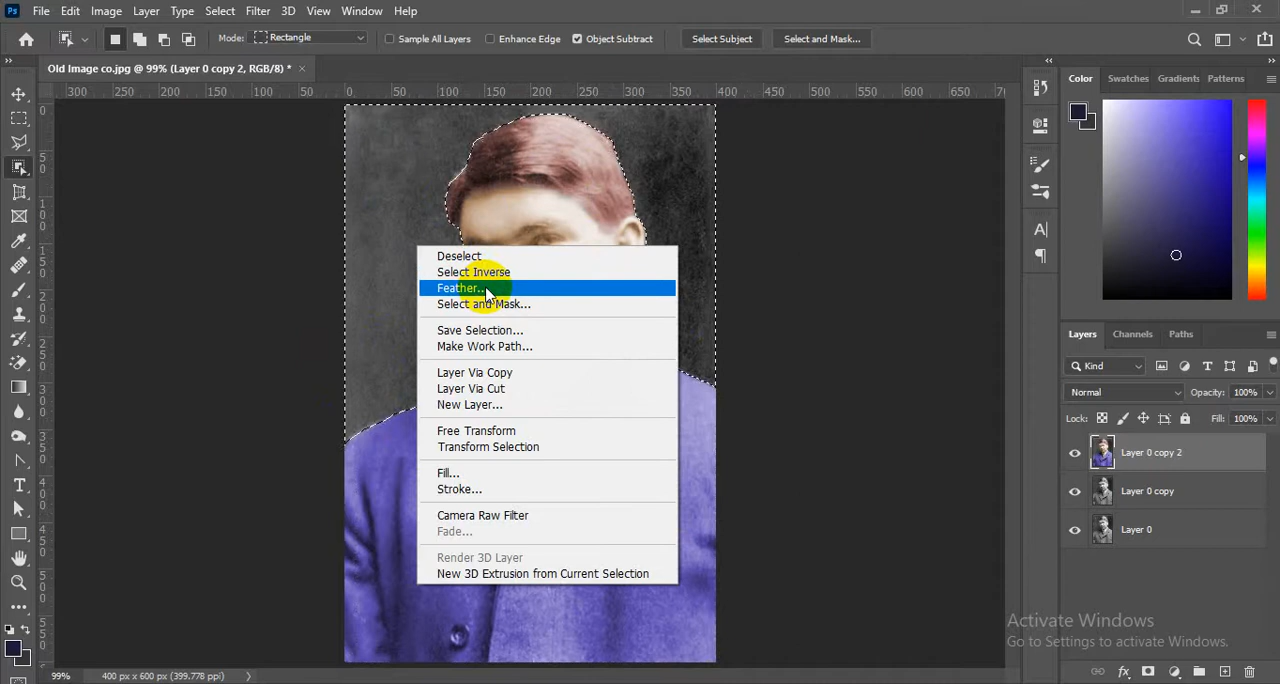 Ps File Edit Image Layer Type Select Filter 3D View Window Help
Mode: Rectangle Sample All Layers Enhance Edge Object Subtract Select Subject Select and Mask...
Old Image co.jpg @ 99% (Layer 0 copy 2, RGB/8) * ×
300 250 200 150 100 50 0 50 100 150 200 250 300 350 400 450 500 550 600 650
Color Swatches Gradients Patterns
Deselect
Select Inverse
Feather...
Select and Mask...
Save Selection...
Make Work Path...
Layer Via Copy
Layer Via Cut
New Layer...
Free Transform
Transform Selection
Fill...
Stroke...
Camera Raw Filter
Fade...
Render 3D Layer
New 3D Extrusion from Current Selection
Layers Channels Paths
Kind
Normal Opacity: 100%
Lock: Fill: 100%
Layer 0 copy 2
Layer 0 copy
Layer 0
Activate Windows
Go to Settings to activate Windows.
99% 400 px x 600 px (399.778 ppi)